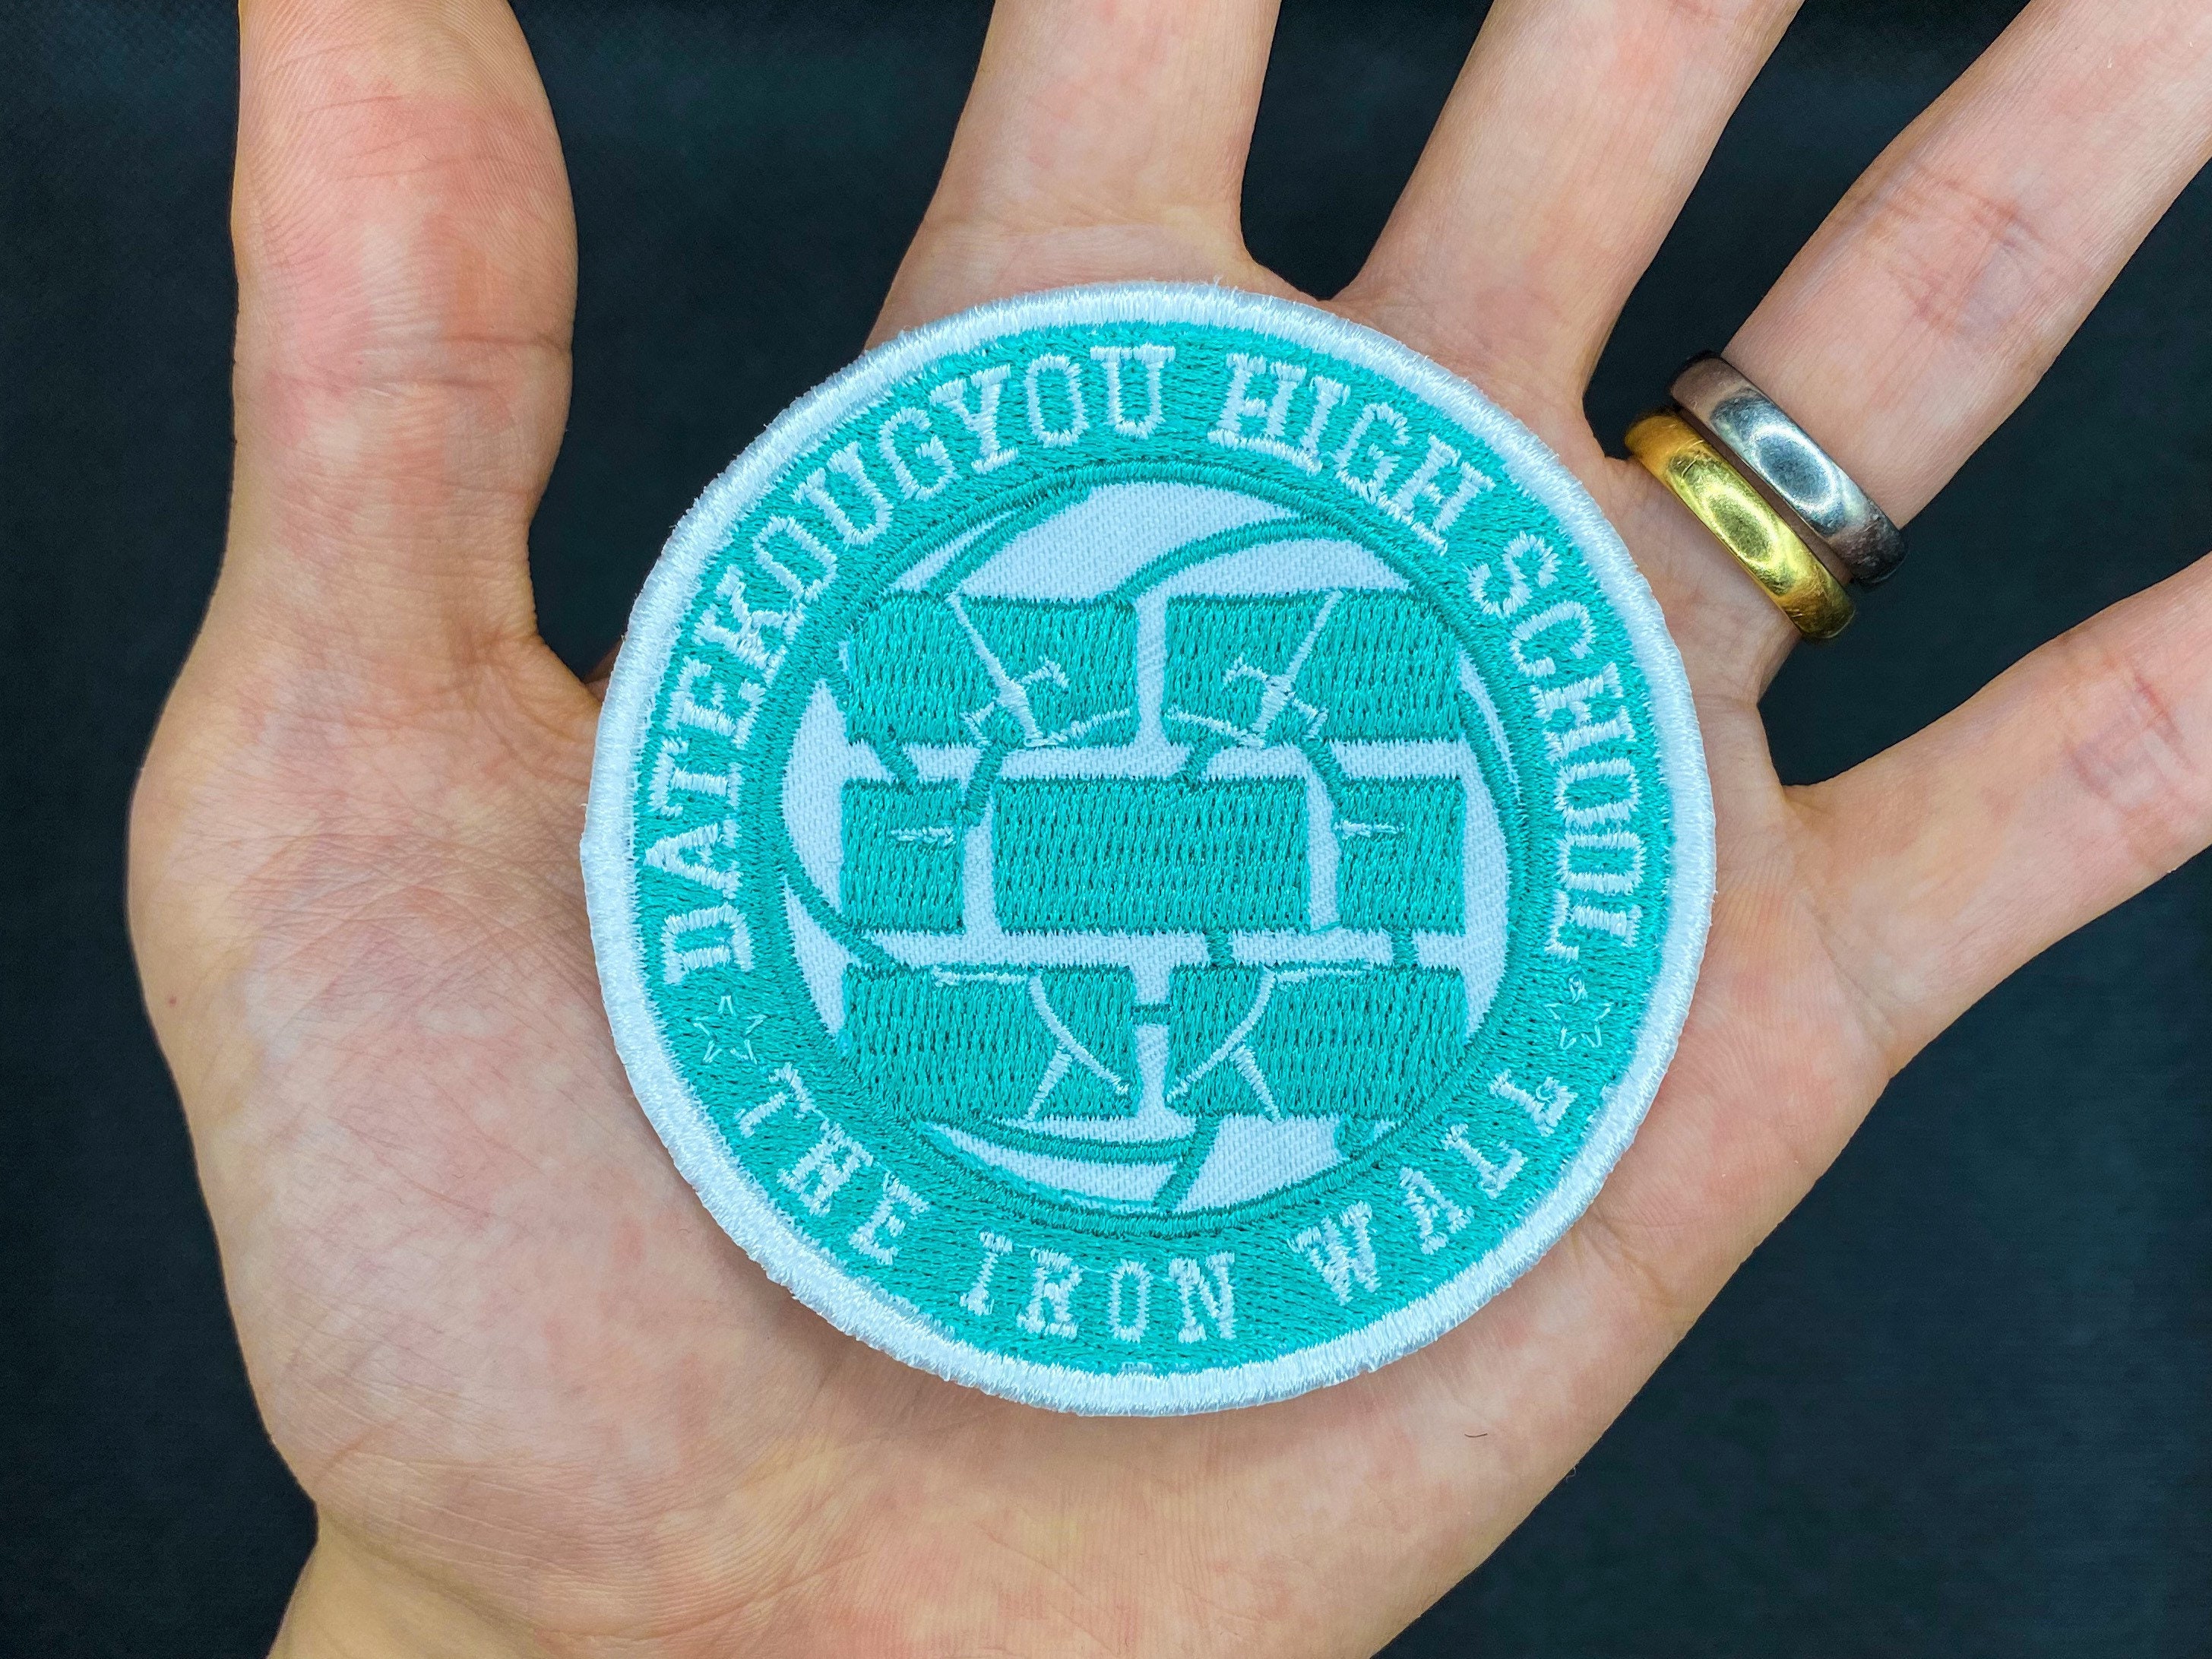 DATEKOUGYOU HIGH SCHOOL
THE IRON WALL